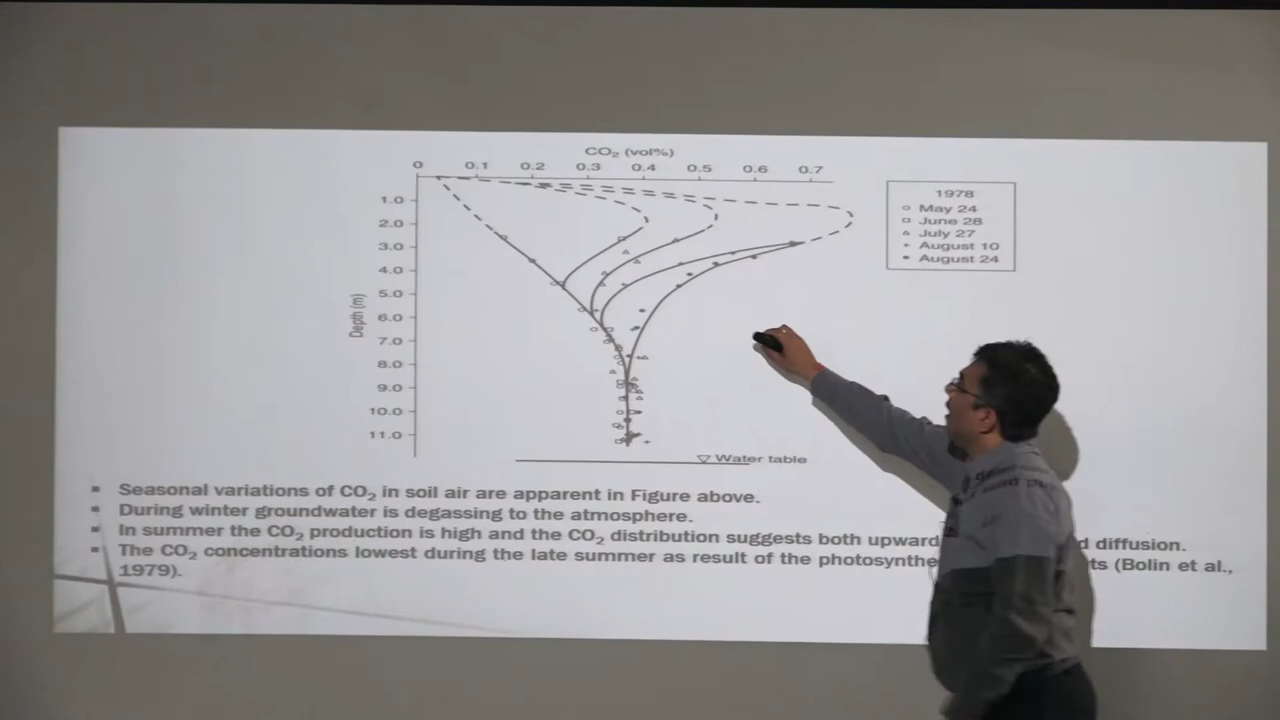 CO₂ (vol%)
0 0.1 0.2 0.3 0.4 0.5 0.6 0.7
1.0
2.0
3.0
4.0
5.0
6.0
7.0
8.0
9.0
10.0
11.0
Depth (m)
1978
May 24
June 28
July 27
August 10
August 24
Water table
Seasonal variations of CO₂ in soil air are apparent in Figure above.
During winter groundwater is degassing to the atmosphere.
In summer the CO₂ production is high and the CO₂ distribution suggests both upward d diffusion.
The CO₂ concentrations lowest during the late summer as result of the photosynthe ts (Bolin et al.,
1979).